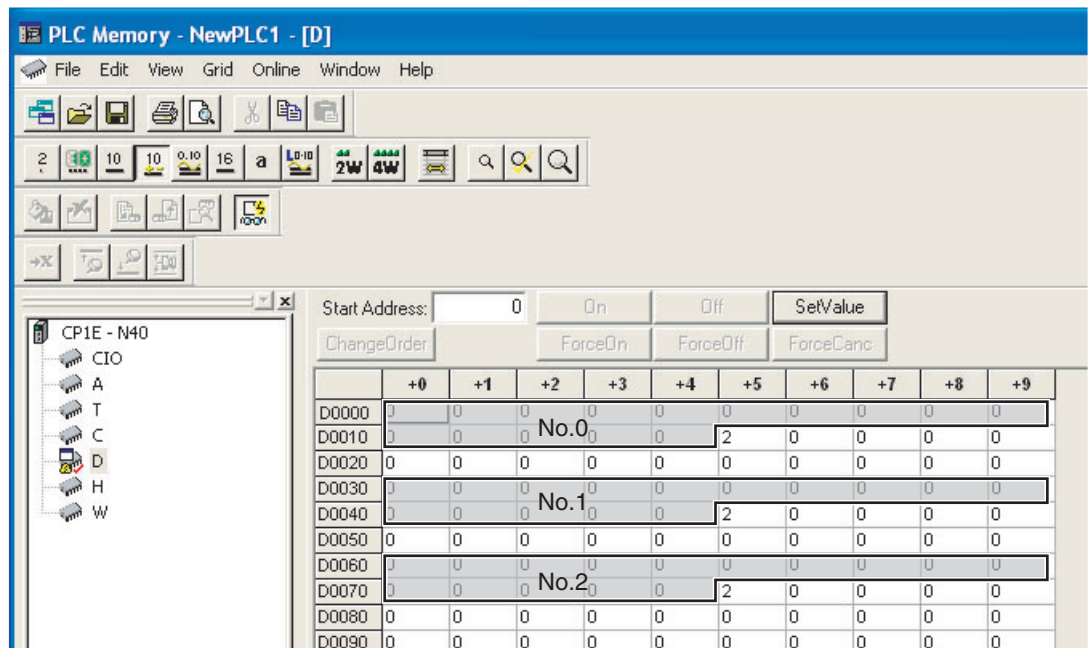 PLC Memory - NewPLC1 - [D]
File Edit View Grid Online Window Help
2 10 10 10 0.10 16 a L0-10 2W 4W
→X
Start Address: 0 On Off SetValue
ChangeOrder ForceOn ForceOff ForceCanc
CP1E - N40
CIO
A
T
C
D
H
W
+0 +1 +2 +3 +4 +5 +6 +7 +8 +9
D0000 0 0 0 0 0 0 0 0 0 0
No.0
D0010 0 0 0 0 0 2 0 0 0 0
D0020 0 0 0 0 0 0 0 0 0 0
D0030 0 0 0 0 0 0 0 0 0 0
No.1
D0040 0 0 0 0 0 2 0 0 0 0
D0050 0 0 0 0 0 0 0 0 0 0
D0060 0 0 0 0 0 0 0 0 0 0
No.2
D0070 0 0 0 0 0 2 0 0 0 0
D0080 0 0 0 0 0 0 0 0 0 0
D0090 0 0 0 0 0 0 0 0 0 0